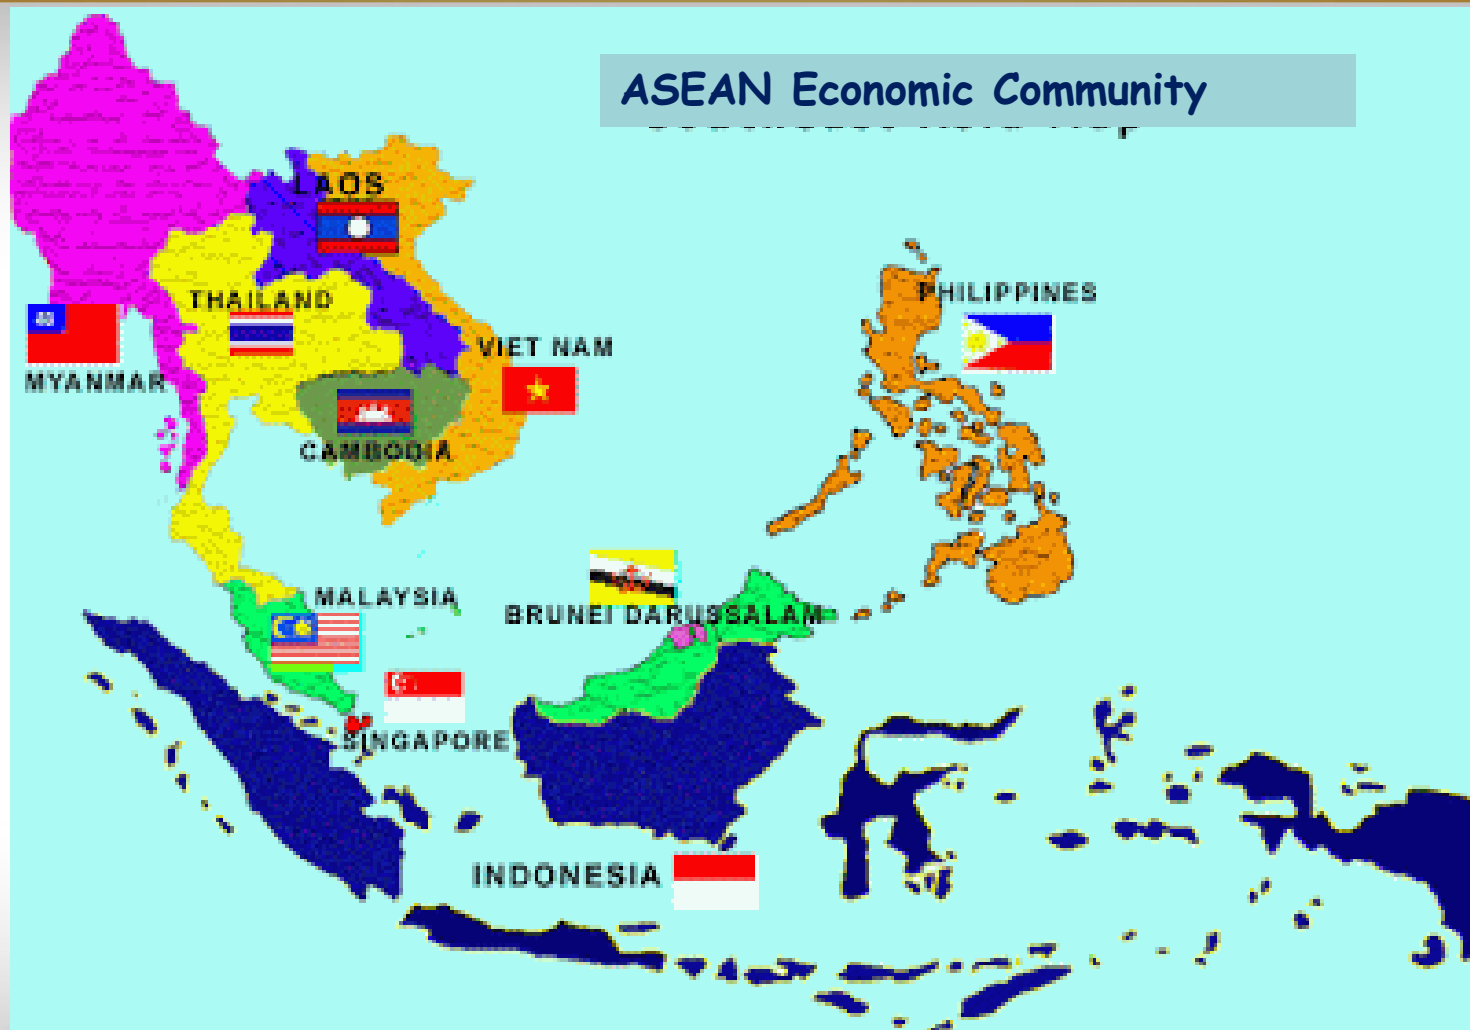 ASEAN Economic Community
LAOS
PHILIPPINES
THAILAND
VIET NAM
MYANMAR
CAMBODIA
MALAYSIA
BRUNEI DARUSSALAM
SINGAPORE
INDONESIA